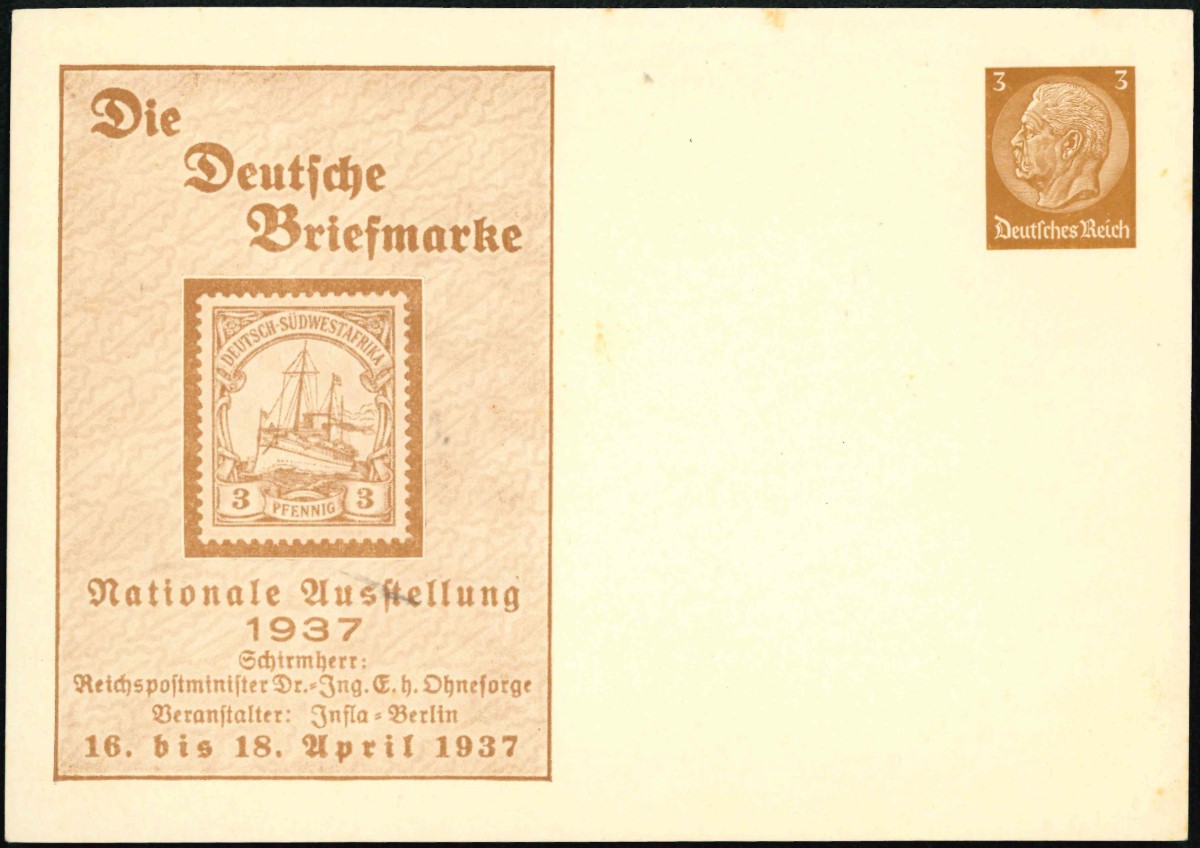 Die
Deutſche
Briefmarke
DEUTSCH-SÜDWESTAFRIKA
3 PFENNIG 3
Nationale Ausſtellung
1937
Schirmherr:
Reichspoſtminiſter Dr.-Ing. E. h. Ohneſorge
Veranſtalter: Infla-Berlin
16. bis 18. April 1937
3 3
Deutſches Reich